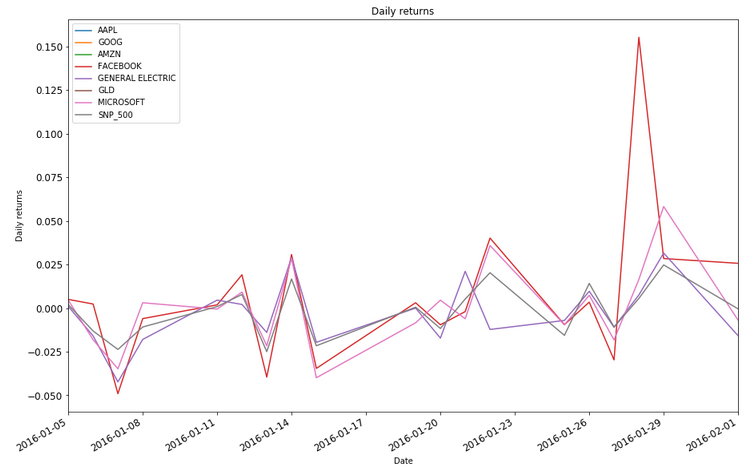 Daily returns
AAPL
GOOG
AMZN
FACEBOOK
GENERAL ELECTRIC
GLD
MICROSOFT
SNP_500
Daily returns
0.150
0.125
0.100
0.075
0.050
0.025
0.000
−0.025
−0.050
2016-01-05
2016-01-08
2016-01-11
2016-01-14
2016-01-17
2016-01-20
2016-01-23
2016-01-26
2016-01-29
2016-02-01
Date